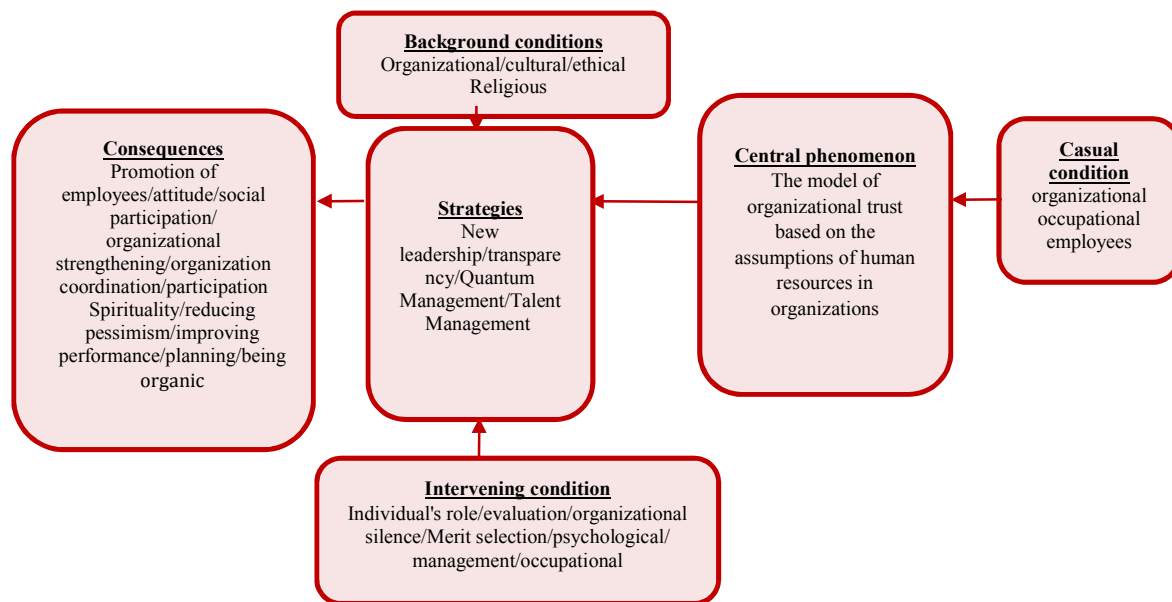 Background conditions
Organizational/cultural/ethical
Religious
Consequences
Promotion of
employees/attitude/social
participation/
organizational
strengthening/organization
coordination/participation
Spirituality/reducing
pessimism/improving
performance/planning/being
organic
Strategies
New
leadership/transpare
ncy/Quantum
Management/Talent
Management
Central phenomenon
The model of
organizational trust
based on the
assumptions of human
resources in
organizations
Casual
condition
organizational
occupational
employees
Intervening condition
Individual's role/evaluation/organizational
silence/Merit selection/psychological/
management/occupational